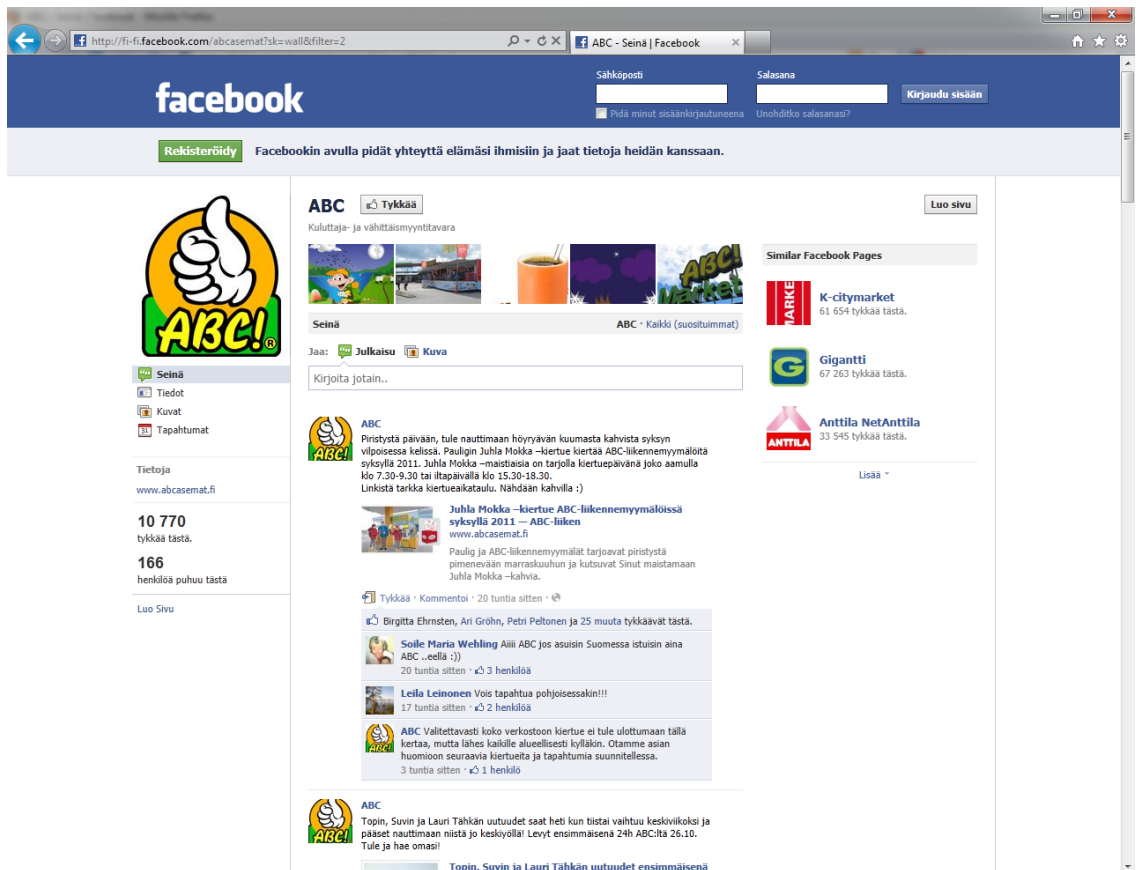 http://fi-fi.facebook.com/abcasemat?sk=wall&filter=2
ABC - Seinä | Facebook
facebook
Sähköposti
Salasana
Kirjaudu sisään
Pidä minut sisäänkirjautuneena
Unohditko salasanasi?
Rekisteröidy
Facebookin avulla pidät yhteyttä elämäsi ihmisiin ja jaat tietoja heidän kanssaan.
ABC!
Seinä
Tiedot
Kuvat
31
Tapahtumat
Tietoja
www.abcasemat.fi
10 770
tykkää tästä.
166
henkilöä puhuu tästä
Luo Sivu
ABC
Tykkää
Luo sivu
Kuluttaja- ja vähittäismyyntitavara
ABC!
Market
Seinä
ABC · Kaikki (suosituimmat)
Jaa: Julkaisu Kuva
Kirjoita jotain..
ABC!
ABC
Piristystä päivään, tule nauttimaan höyryävän kuumasta kahvista syksyn
vilpoisessa kelissä. Pauligin Juhla Mokka –kiertue kiertää ABC-liikennemyymälöitä
syksyllä 2011. Juhla Mokka –maistiaisia on tarjolla kiertuepäivänä joko aamulla
klo 7.30-9.30 tai iltapäivällä klo 15.30-18.30.
Linkistä tarkka kiertueaikataulu. Nähdään kahvilla :)
Juhla Mokka –kiertue ABC-liikennemyymälöissä
syksyllä 2011 — ABC-liiken
www.abcasemat.fi
Paulig ja ABC-liikennemyymälät tarjoavat piristystä
pimenevään marraskuuhun ja kutsuvat Sinut maistamaan
Juhla Mokka –kahvia.
Tykkää · Kommentoi · 20 tuntia sitten ·
Birgitta Ehrnsten, Ari Gröhn, Petri Peltonen ja 25 muuta tykkäävät tästä.
Soile Maria Wehling Aiiii ABC jos asuisin Suomessa istuisin aina
ABC ..eellä :))
20 tuntia sitten · 3 henkilöä
Leila Leinonen Vois tapahtua pohjoisessakin!!!
17 tuntia sitten · 2 henkilöä
ABC!
ABC Valitettavasti koko verkostoon kiertue ei tule ulottumaan tällä
kertaa, mutta lähes kaikille alueellisesti kylläkin. Otamme asian
huomioon seuraavia kiertueita ja tapahtumia suunnitellessa.
3 tuntia sitten · 1 henkilö
ABC!
ABC
Topin, Suvin ja Lauri Tähkän uutuudet saat heti kun tiistai vaihtuu keskiviikoksi ja
pääset nauttimaan niistä jo keskiyöllä! Levyt ensimmäisenä 24h ABC:ltä 26.10.
Tule ja hae omasi!
Topin, Suvin ja Lauri Tähkän uutuudet ensimmäisenä
Similar Facebook Pages
MARKE
K-citymarket
61 654 tykkää tästä.
G
Gigantti
67 263 tykkää tästä.
ANTTILA
Anttila NetAnttila
33 545 tykkää tästä.
Lisää